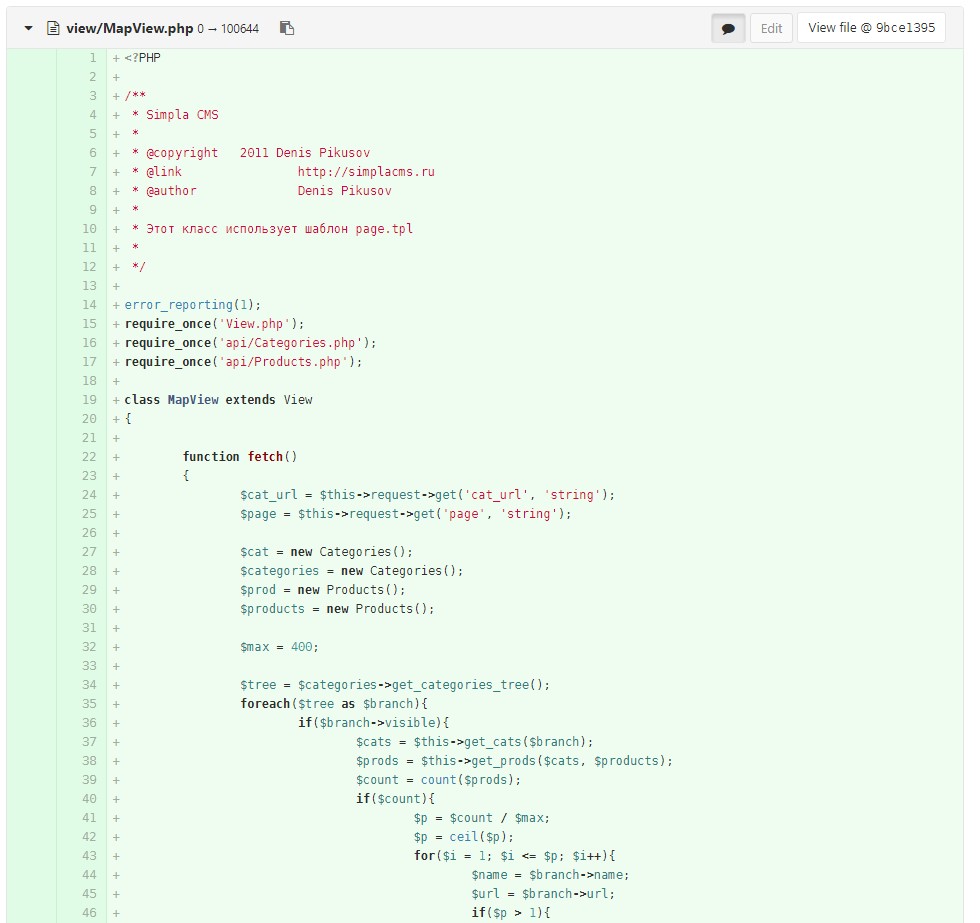 view/MapView.php 0 → 100644
Edit
View file @ 9bce1395
1 + <?PHP
2 +
3 + /**
4 + * Simpla CMS
5 + *
6 + * @copyright 2011 Denis Pikusov
7 + * @link http://simplacms.ru
8 + * @author Denis Pikusov
9 + *
10 + * Этот класс использует шаблон page.tpl
11 + *
12 + */
13 +
14 + error_reporting(1);
15 + require_once('View.php');
16 + require_once('api/Categories.php');
17 + require_once('api/Products.php');
18 +
19 + class MapView extends View
20 + {
21 +
22 + function fetch()
23 + {
24 + $cat_url = $this->request->get('cat_url', 'string');
25 + $page = $this->request->get('page', 'string');
26 +
27 + $cat = new Categories();
28 + $categories = new Categories();
29 + $prod = new Products();
30 + $products = new Products();
31 +
32 + $max = 400;
33 +
34 + $tree = $categories->get_categories_tree();
35 + foreach($tree as $branch){
36 + if($branch->visible){
37 + $cats = $this->get_cats($branch);
38 + $prods = $this->get_prods($cats, $products);
39 + $count = count($prods);
40 + if($count){
41 + $p = $count / $max;
42 + $p = ceil($p);
43 + for($i = 1; $i <= $p; $i++){
44 + $name = $branch->name;
45 + $url = $branch->url;
46 + if($p > 1){